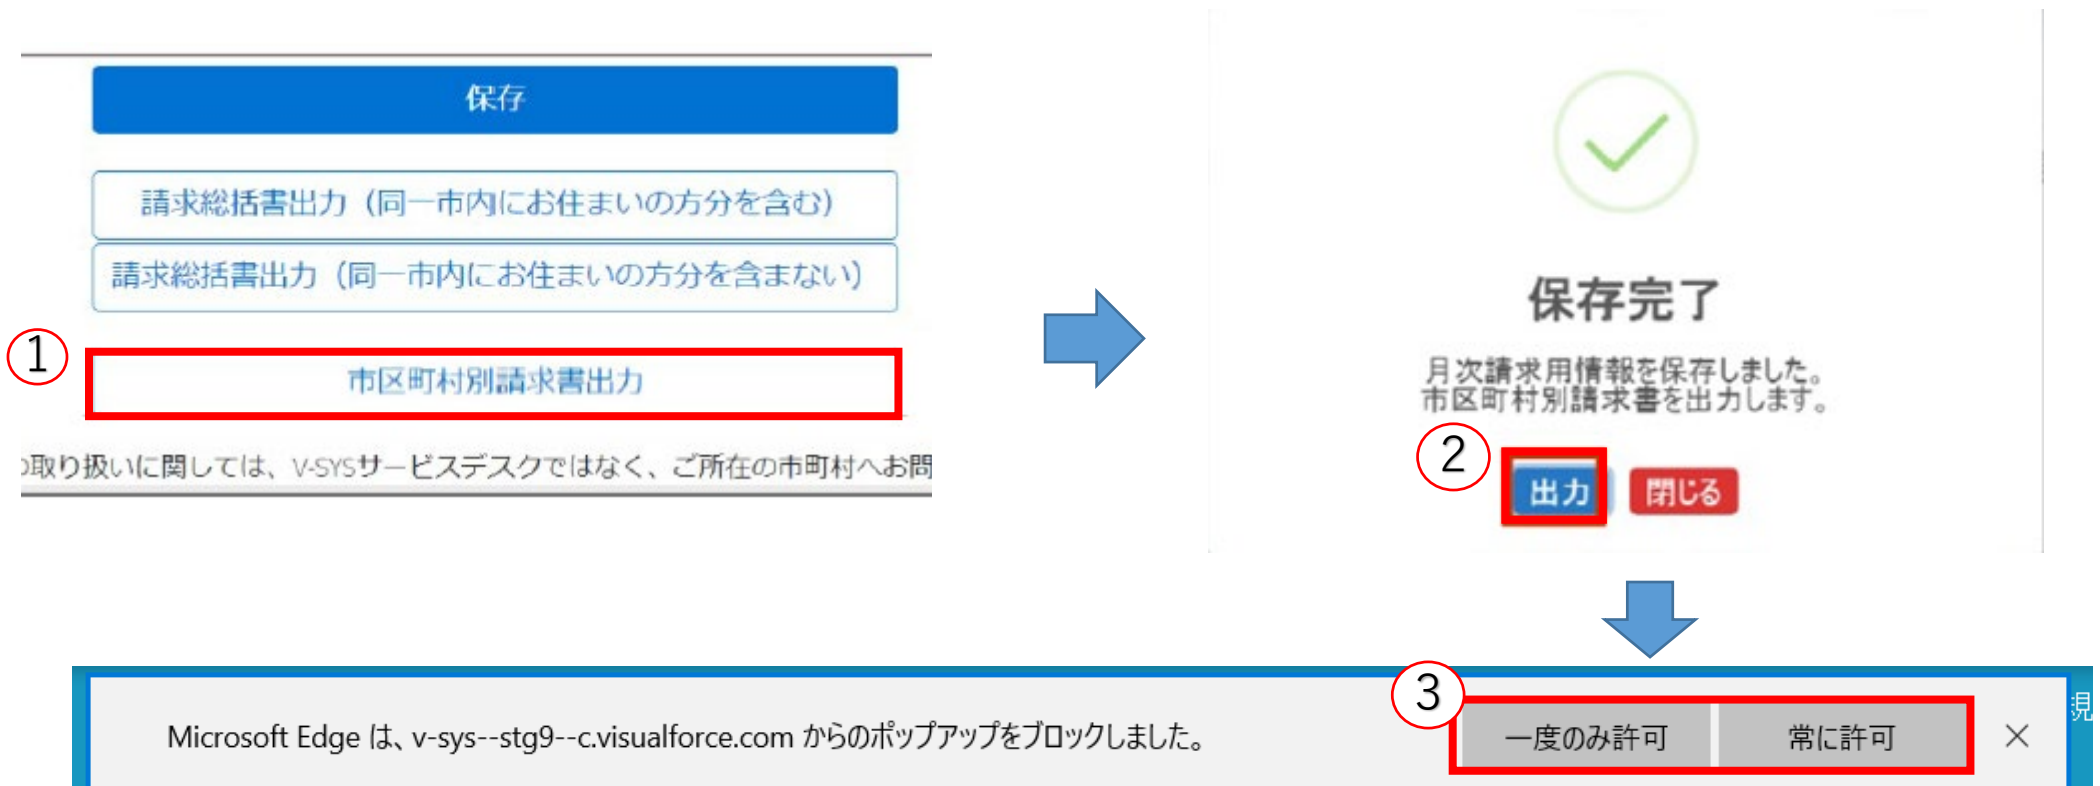 保存
請求総括書出力（同一市内にお住まいの方分を含む）
請求総括書出力（同一市内にお住まいの方分を含まない）
①
市区町村別請求書出力
取り扱いに関しては、V-SYSサービスデスクではなく、ご所在の市町村へお問
保存完了
月次請求用情報を保存しました。
市区町村別請求書を出力します。
②
出力 閉じる
③
Microsoft Edge は、v-sys--stg9--c.visualforce.com からのポップアップをブロックしました。 一度のみ許可 常に許可 ×